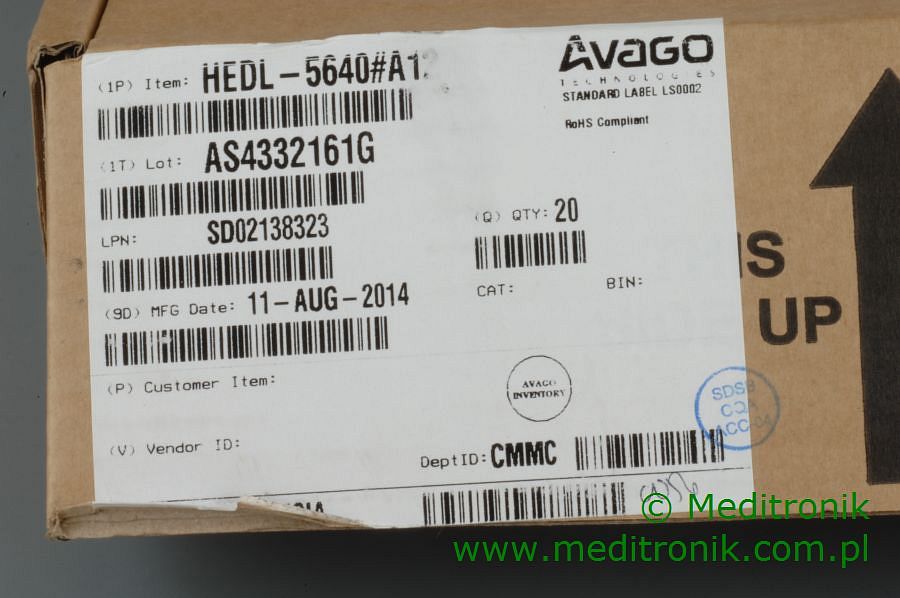 (1P) Item: HEDL-5640#A1
AVAGO
TECHNOLOGIES
STANDARD LABEL LS0002
RoHS Compliant
(1T) Lot: AS4332161G
LPN: SD02138323
(Q) QTY: 20
(9D) MFG Date: 11-AUG-2014
CAT:
BIN:
UP
(P) Customer Item:
AVAGO
INVENTORY
SDSB
CQA
(V) Vendor ID:
DeptID: CMMC
© Meditronik
www.meditronik.com.pl